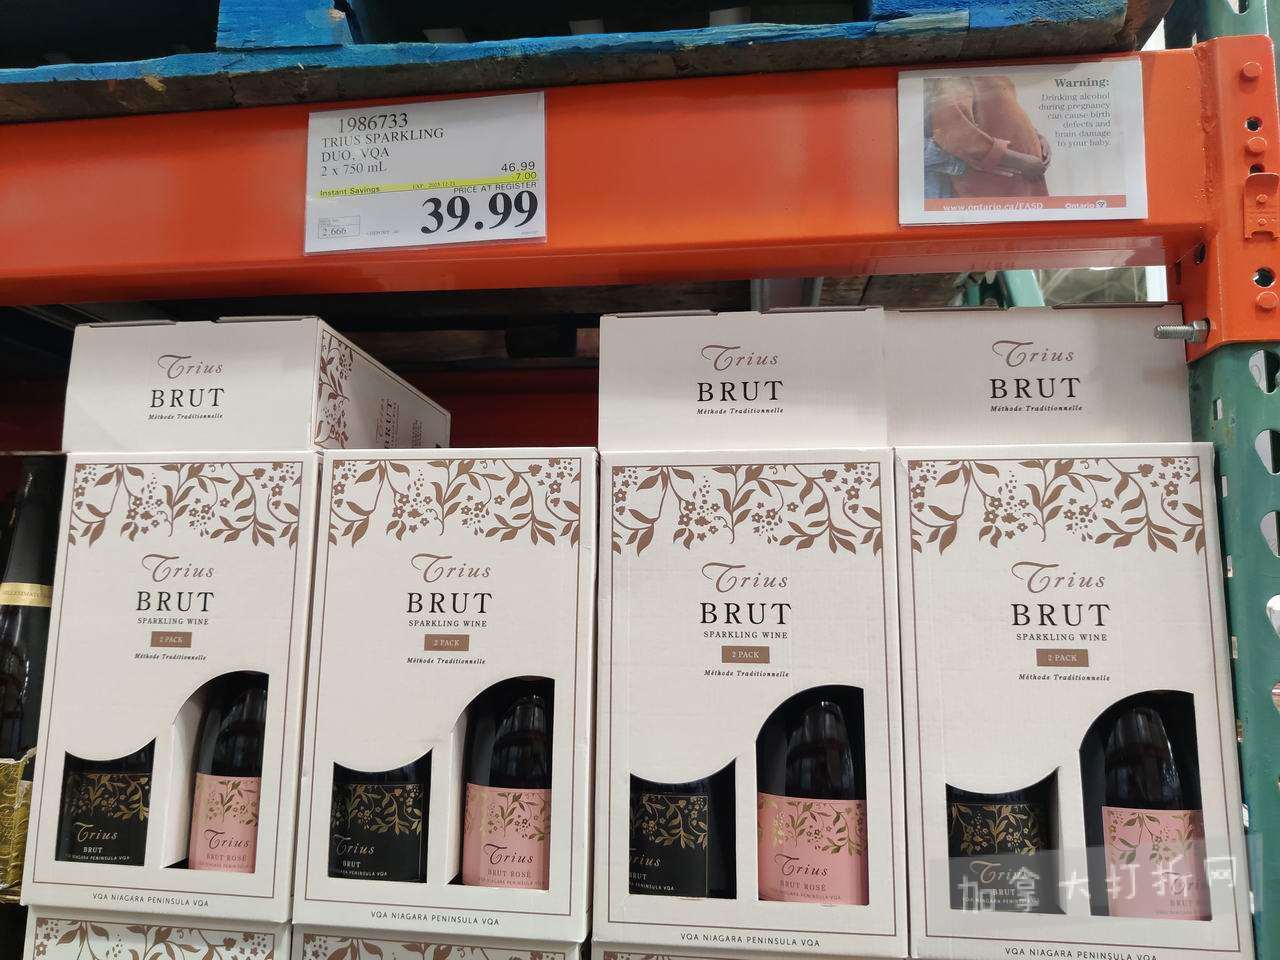 1986733
TRIUS SPARKLING
DUO, VQA
2 x 750 mL
46.99
Instant Savings
-7.00
PRICE AT REGISTER
39.99
2.666
Warning:
Drinking alcohol
during pregnancy
can cause birth
defects and
brain damage
to your baby.
www.ontario.ca/FASD
Ontario
Trius
BRUT
Méthode Traditionnelle
BRUT
Trius
BRUT
Méthode Traditionnelle
Trius
BRUT
Méthode Traditionnelle
Trius
BRUT
SPARKLING WINE
2 PACK
Méthode Traditionnelle
Trius
BRUT
Trius
BRUT ROSÉ
VQA NIAGARA PENINSULA VQA
Trius
BRUT
SPARKLING WINE
2 PACK
Méthode Traditionnelle
Trius
BRUT
Trius
BRUT ROSÉ
VQA NIAGARA PENINSULA VQA
Trius
BRUT
SPARKLING WINE
2 PACK
Méthode Traditionnelle
Trius
BRUT ROSÉ
VQA NIAGARA PENINSULA VQA
Trius
BRUT
SPARKLING WINE
2 PACK
Méthode Traditionnelle
Trius
BRUT
VQA NIAGARA PENINSULA VQA
加拿大打折网